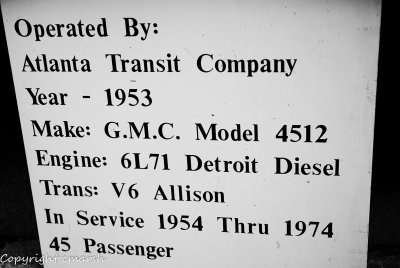 Operated By:
Atlanta Transit Company
Year - 1953
Make: G.M.C. Model 4512
Engine: 6L71 Detroit Diesel
Trans: V6 Allison
In Service 1954 Thru 1974
45 Passenger
Copyright cmarsh